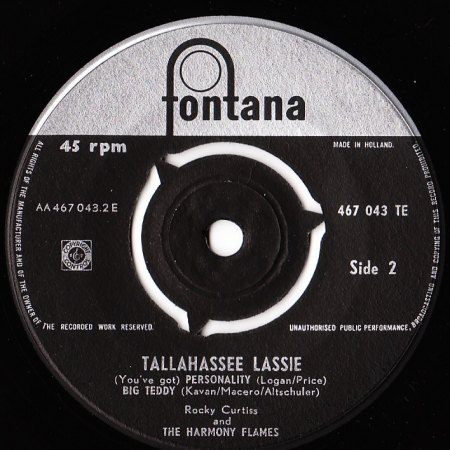 fontana
45 rpm
MADE IN HOLLAND.
AA 467 043.2 E
467 043 TE
Side 2
ALL RIGHTS OF THE MANUFACTURER AND OF THE OWNER OF THE RECORDED WORK RESERVED.
UNAUTHORISED PUBLIC PERFORMANCE, BROADCASTING AND COPYING OF THIS RECORD PROHIBITED.
TALLAHASSEE LASSIE
(You've got) PERSONALITY (Logan/Price)
BIG TEDDY (Kavan/Macero/Altschuler)
Rocky Curtiss
and
THE HARMONY FLAMES